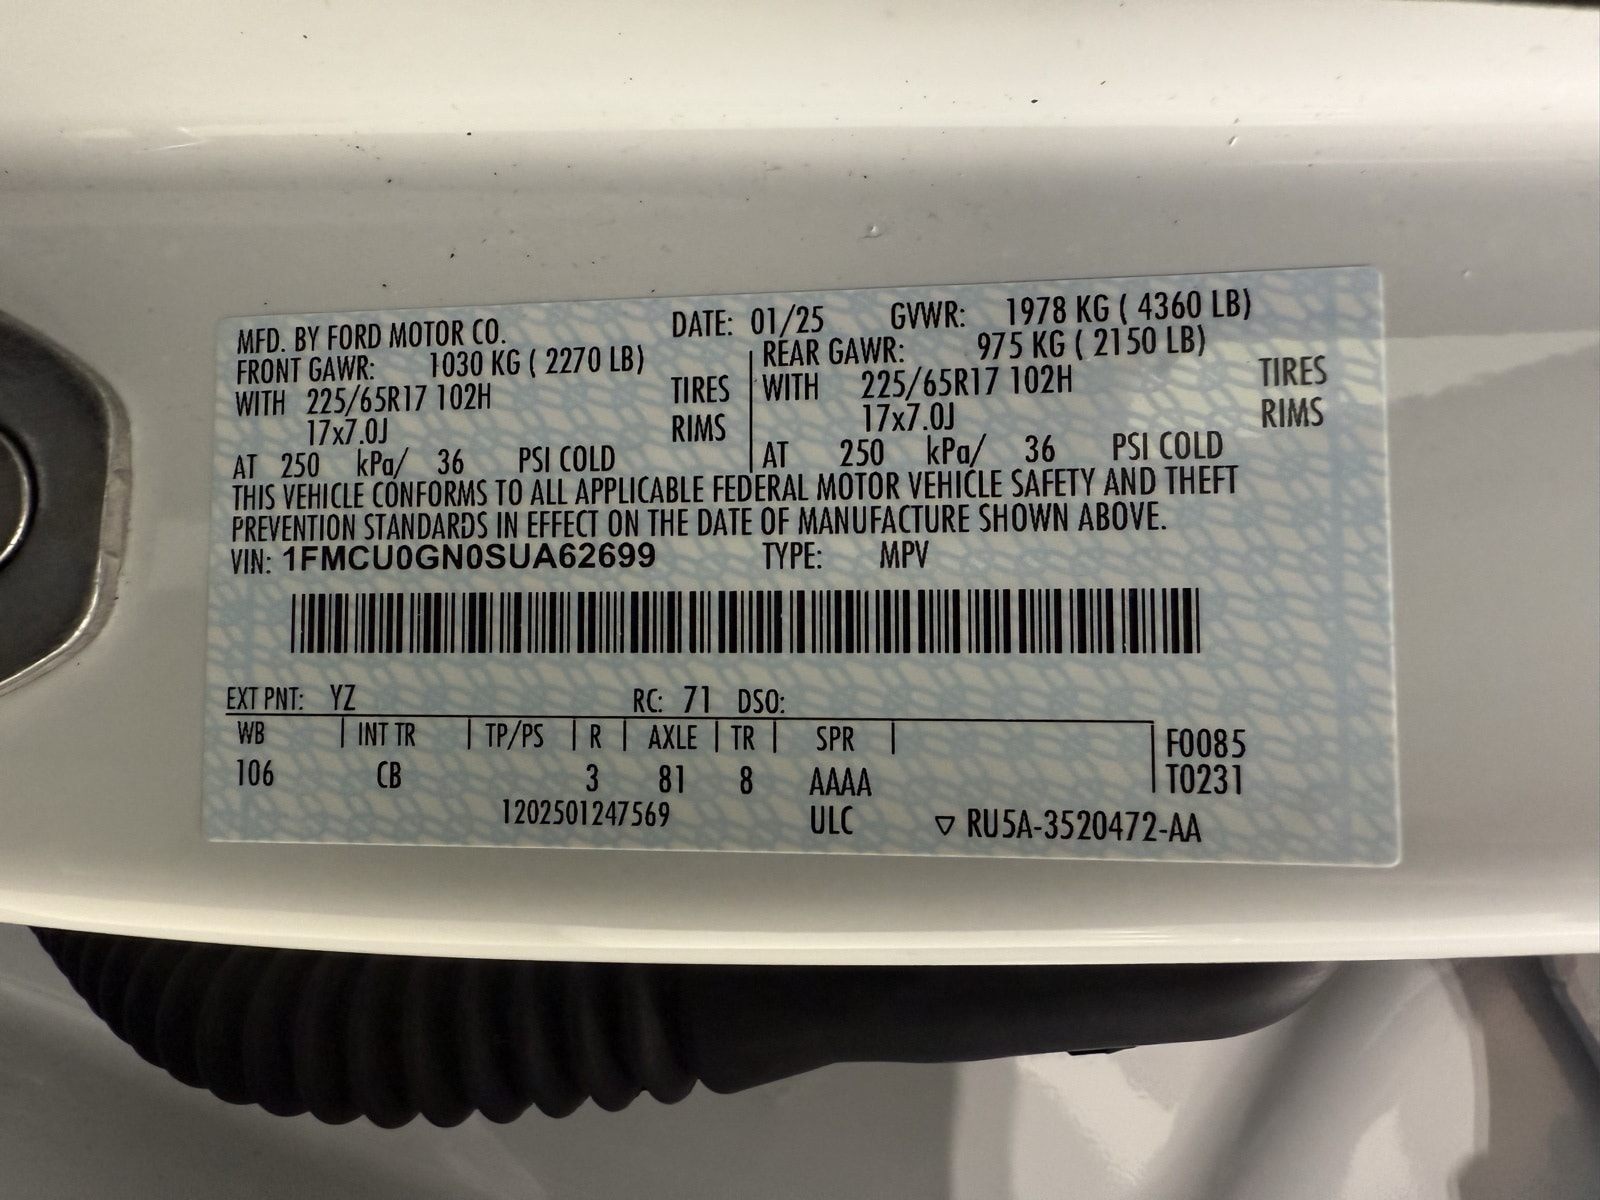 MFD. BY FORD MOTOR CO. DATE: 01/25 GVWR: 1978 KG ( 4360 LB)
FRONT GAWR: 1030 KG ( 2270 LB) REAR GAWR: 975 KG ( 2150 LB)
WITH 225/65R17 102H TIRES WITH 225/65R17 102H TIRES
17x7.0J RIMS 17x7.0J RIMS
AT 250 kPa/ 36 PSI COLD AT 250 kPa/ 36 PSI COLD
THIS VEHICLE CONFORMS TO ALL APPLICABLE FEDERAL MOTOR VEHICLE SAFETY AND THEFT
PREVENTION STANDARDS IN EFFECT ON THE DATE OF MANUFACTURE SHOWN ABOVE.
VIN: 1FMCU0GN0SUA62699 TYPE: MPV
EXT PNT: YZ RC: 71 DSO:
WB | INT TR | TP/PS | R | AXLE | TR | SPR | F0085
106 CB 3 81 8 AAAA T0231
1202501247569 ULC ▽ RU5A-3520472-AA